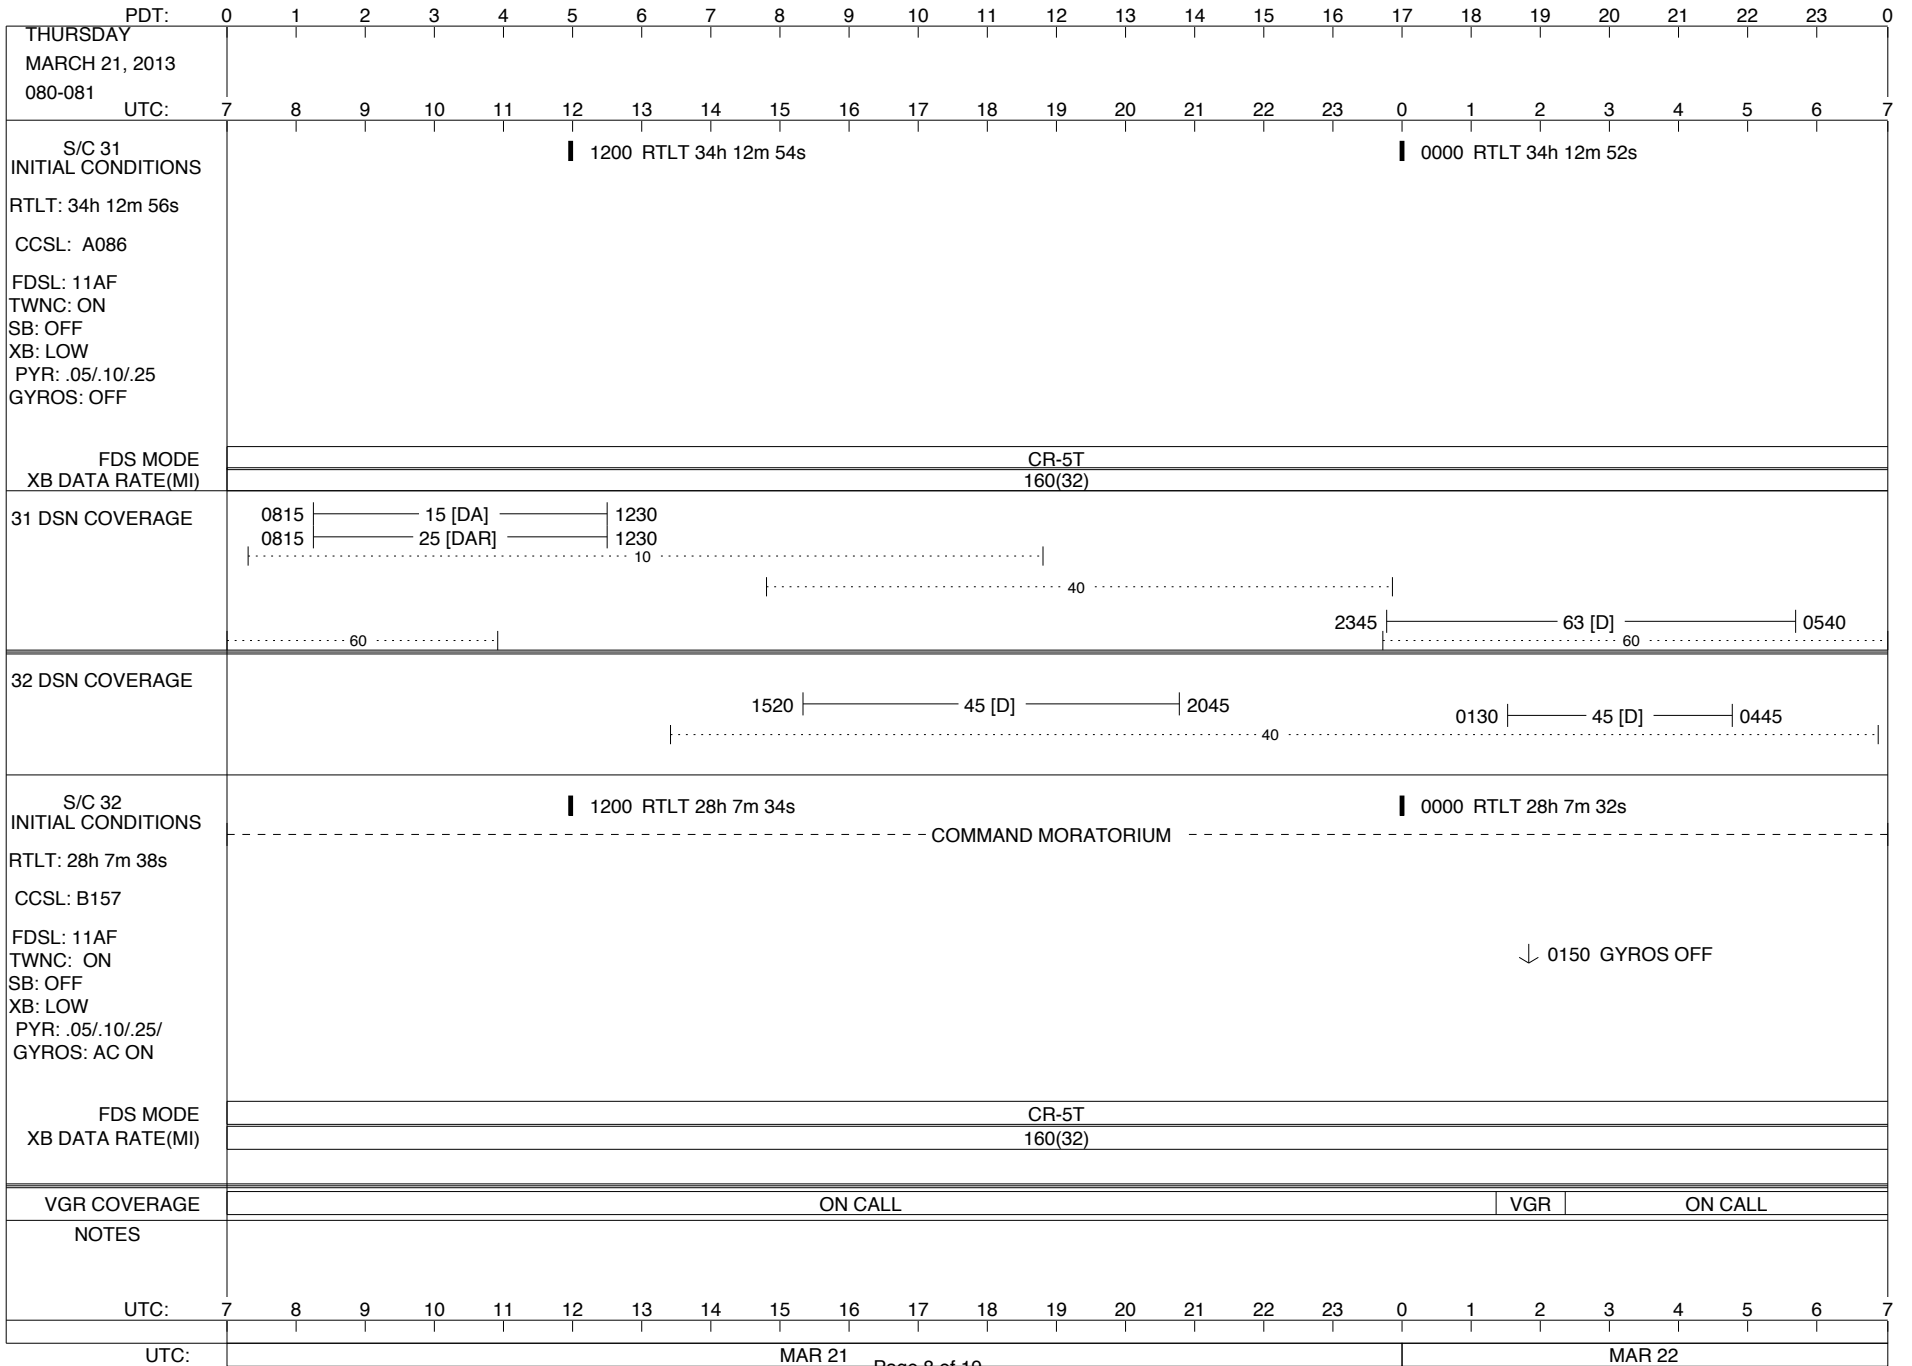 PDT: 0 1 2 3 4 5 6 7 8 9 10 11 12 13 14 15 16 17 18 19 20 21 22 23 0
THURSDAY
MARCH 21, 2013
080-081
UTC: 7 8 9 10 11 12 13 14 15 16 17 18 19 20 21 22 23 0 1 2 3 4 5 6 7
S/C 31
INITIAL CONDITIONS
1200 RTLT 34h 12m 54s
0000 RTLT 34h 12m 52s
RTLT: 34h 12m 56s
CCSL: A086
FDSL: 11AF
TWNC: ON
SB: OFF
XB: LOW
PYR: .05/.10/.25
GYROS: OFF
FDS MODE CR-5T
XB DATA RATE(MI) 160(32)
31 DSN COVERAGE
0815 15 [DA] 1230
0815 25 [DAR] 1230
10
40
2345 63 [D] 0540
60 60
32 DSN COVERAGE
1520 45 [D] 2045
0130 45 [D] 0445
40
S/C 32
INITIAL CONDITIONS
1200 RTLT 28h 7m 34s
0000 RTLT 28h 7m 32s
COMMAND MORATORIUM
RTLT: 28h 7m 38s
CCSL: B157
FDSL: 11AF
TWNC: ON
0150 GYROS OFF
SB: OFF
XB: LOW
PYR: .05/.10/.25/
GYROS: AC ON
FDS MODE CR-5T
XB DATA RATE(MI) 160(32)
VGR COVERAGE ON CALL VGR ON CALL
NOTES
UTC: 7 8 9 10 11 12 13 14 15 16 17 18 19 20 21 22 23 0 1 2 3 4 5 6 7
UTC: MAR 21 MAR 22
Page 8 of 19